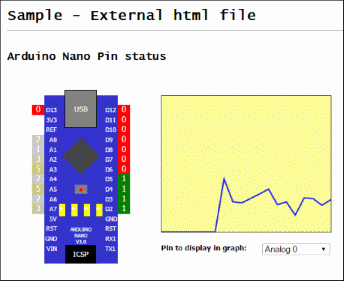 Sample - External html file
Arduino Nano Pin status
USB
0 D13 D12 0
3V3 D11 0
REF D10 0
A0 D9 0
A1 D8 0
A2 D7 0
A3 D6 0
A4 D5 1
A5 D4 1
A6 D3 1
A7 D2 1
5V GND
RST RST
GND RX1
VIN TX1
ARDUINO
NANO
V3.0
ICSP
Pin to display in graph: Analog 0